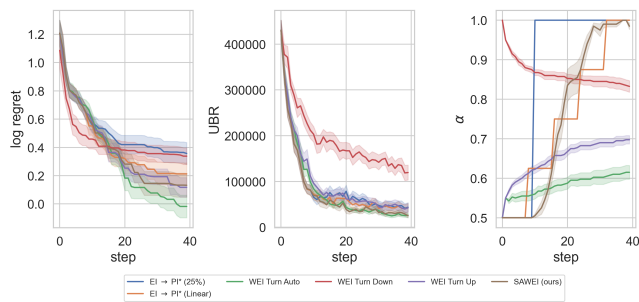 log regret
1.2
1.0
0.8
0.6
0.4
0.2
0.0
0
20
40
step
UBR
400000
300000
200000
100000
0
0
20
40
step
α
1.0
0.9
0.8
0.7
0.6
0.5
0
20
40
step
EI → PI* (25%)
WEI Turn Auto
WEI Turn Down
WEI Turn Up
SAWEI (ours)
EI → PI* (Linear)